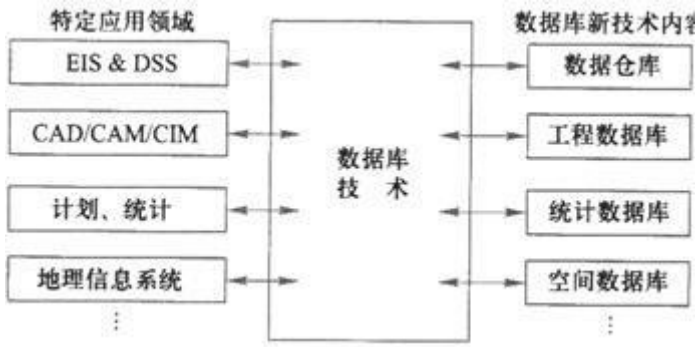 特定应用领域
数据库新技术内容
EIS & DSS
数据仓库
CAD/CAM/CIM
工程数据库
数据库
技 术
计划、统计
统计数据库
地理信息系统
空间数据库
⋮
⋮